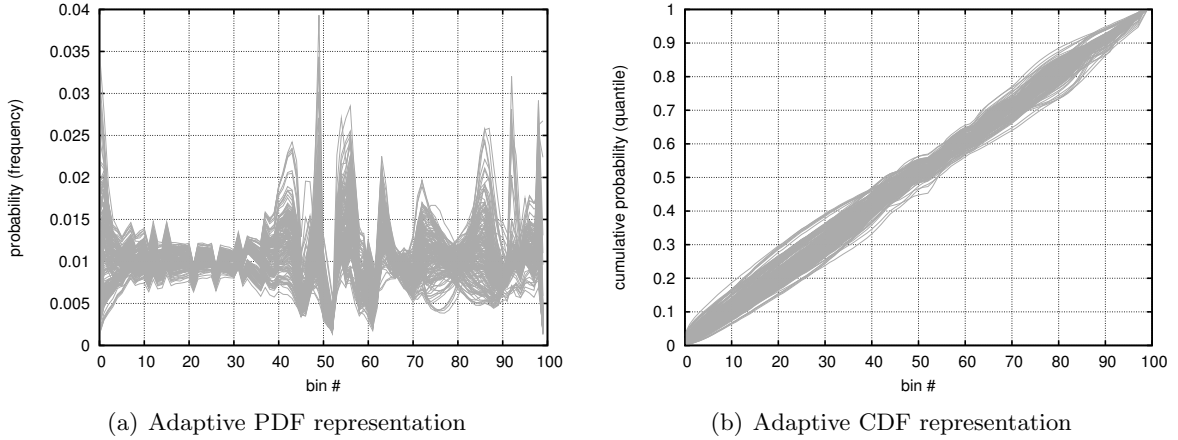 0.04
0.035
0.03
0.025
0.02
0.015
0.01
0.005
0
probability (frequency)
0 10 20 30 40 50 60 70 80 90 100
bin #
(a) Adaptive PDF representation
1
0.9
0.8
0.7
0.6
0.5
0.4
0.3
0.2
0.1
0
cumulative probability (quantile)
0 10 20 30 40 50 60 70 80 90 100
bin #
(b) Adaptive CDF representation